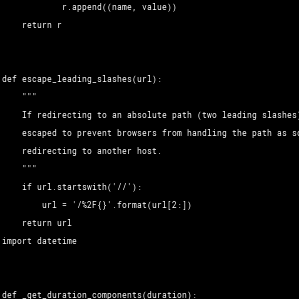 r.append((name, value))
return r
def escape_leading_slashes(url):
"""
If redirecting to an absolute path (two leading slashes)
escaped to prevent browsers from handling the path as
redirecting to another host.
"""
if url.startswith('//'):
url = '/%2F{}'.format(url[2:])
return url
import datetime
def _get_duration_components(duration):